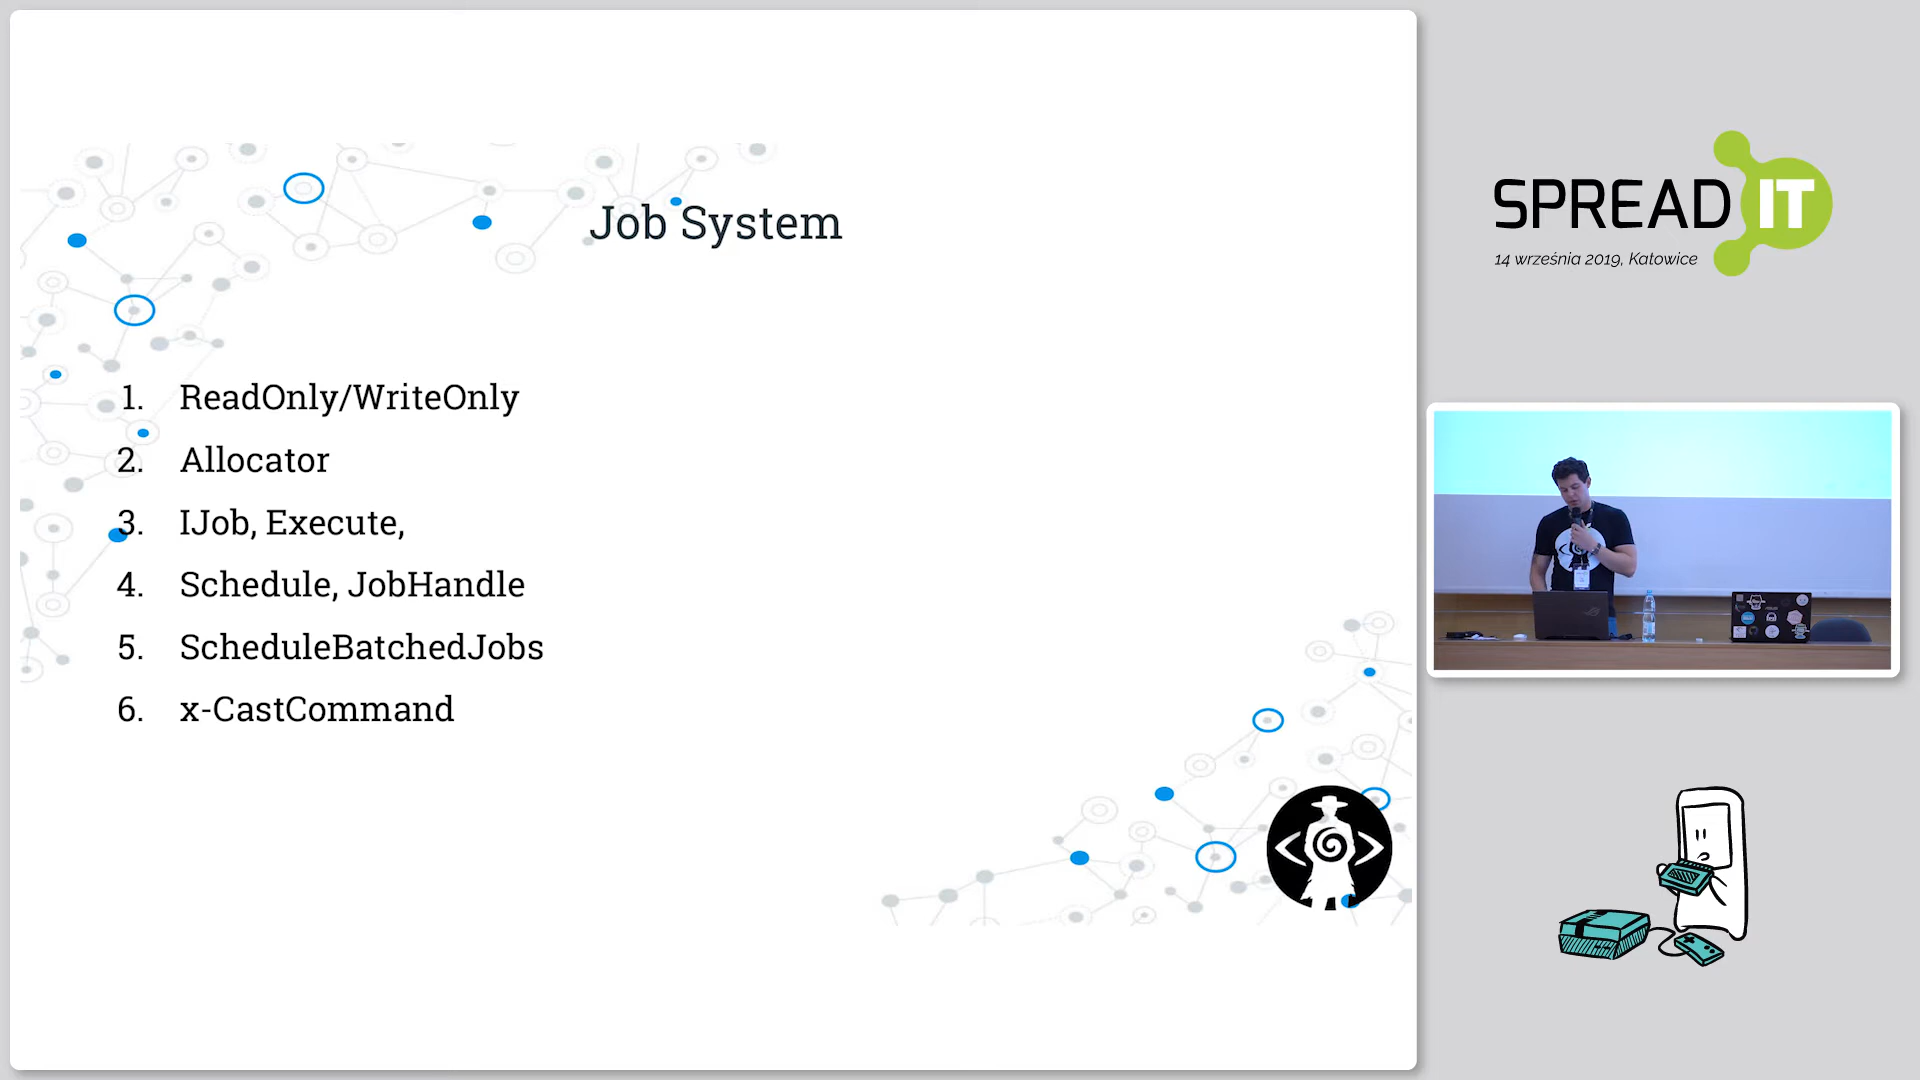 Job System
1. ReadOnly/WriteOnly
2. Allocator
3. IJob, Execute,
4. Schedule, JobHandle
5. ScheduleBatchedJobs
6. x-CastCommand
SPREAD IT
14 września 2019, Katowice